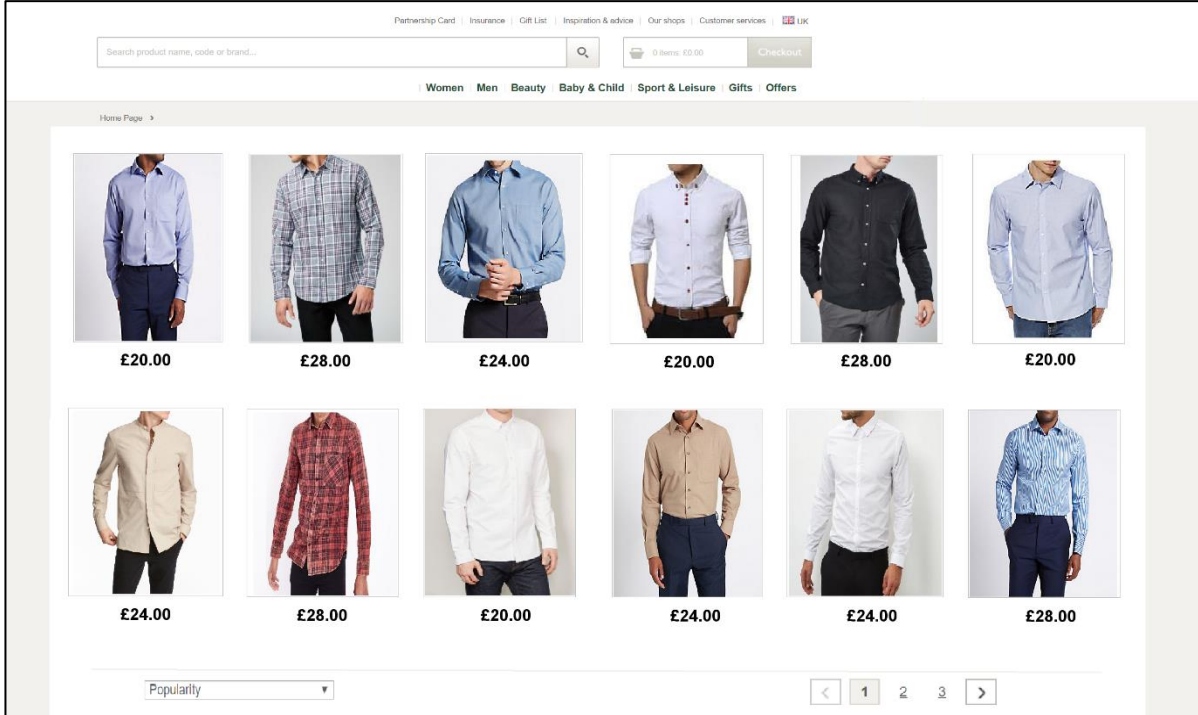 Partnership Card | Insurance | Gift List | Inspiration & advice | Our shops | Customer services | UK
Search product name, code or brand...
0 items: £0.00 Checkout
Women | Men | Beauty | Baby & Child | Sport & Leisure | Gifts | Offers
Home Page >
£20.00 £28.00 £24.00 £20.00 £28.00 £20.00
£24.00 £28.00 £20.00 £24.00 £24.00 £28.00
Popularity ▼ < 1 2 3 >